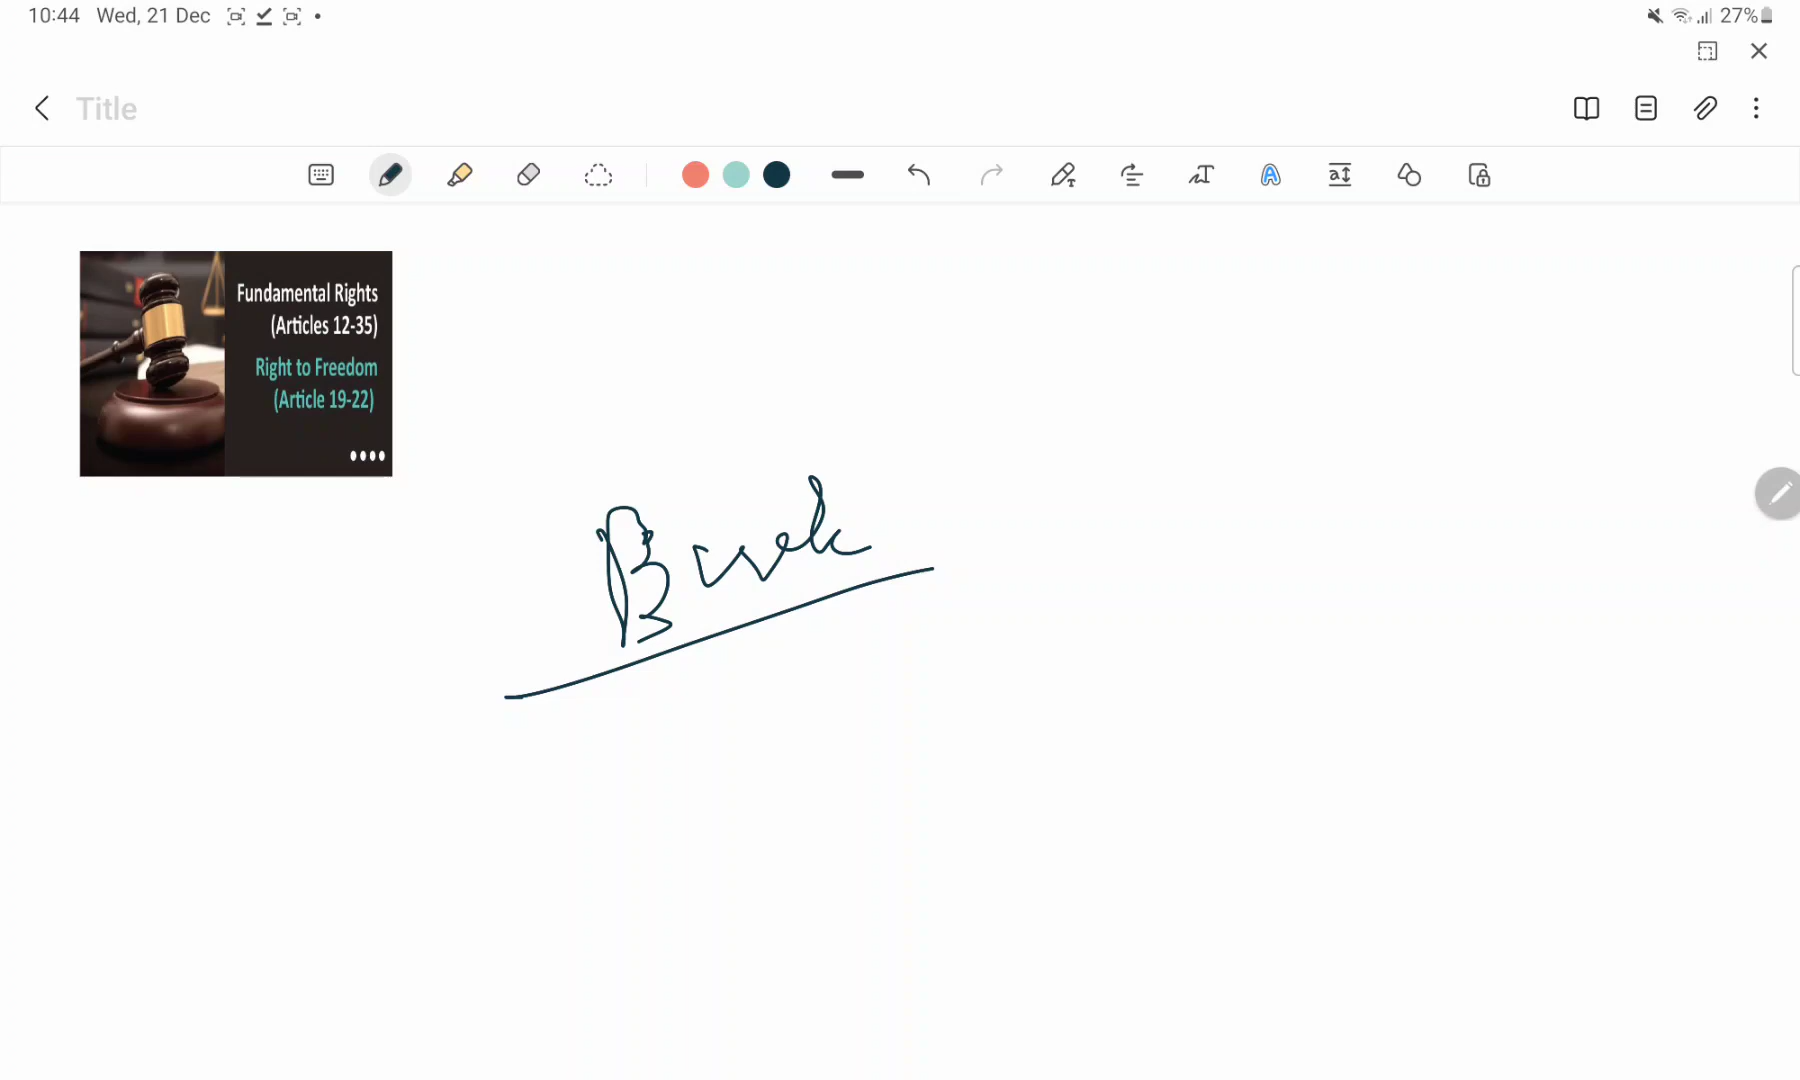 10:44 Wed, 21 Dec
27%
Title
Fundamental Rights
(Articles 12-35)
Right to Freedom
(Article 19-22)